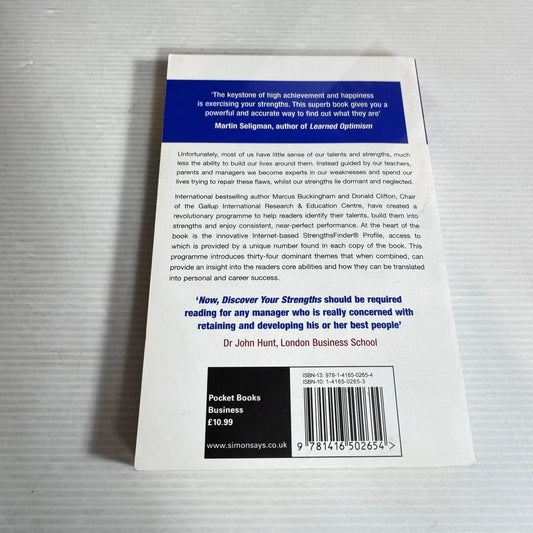 'The keystone of high achievement and happiness
is exercising your strengths. This superb book gives you a
powerful and accurate way to find out what they are'
Martin Seligman, author of Learned Optimism
Unfortunately, most of us have little sense of our talents and strengths, much
less the ability to build our lives around them. Instead guided by our teachers,
parents and managers we become experts in our weaknesses and spend our
lives trying to repair these flaws, whilst our strengths lie dormant and neglected.
International bestselling author Marcus Buckingham and Donald Clifton, Chair
of the Gallup International Research & Education Centre, have created a
revolutionary programme to help readers identify their talents, build them into
strengths and enjoy consistent, near-perfect performance. At the heart of the
book is the innovative Internet-based StrengthsFinder® Profile, access to
which is provided by a unique number found in each copy of the book. This
programme introduces thirty-four dominant themes that when combined, can
provide an insight into the readers core abilities and how they can be translated
into personal and career success.
'Now, Discover Your Strengths should be required
reading for any manager who is really concerned with
retaining and developing his or her best people'
Dr John Hunt, London Business School
Pocket Books
Business
£10.99
www.simonsays.co.uk
ISBN-13: 978-1-4165-0265-4
ISBN-10: 1-4165-0265-3
9 781416 502654 >